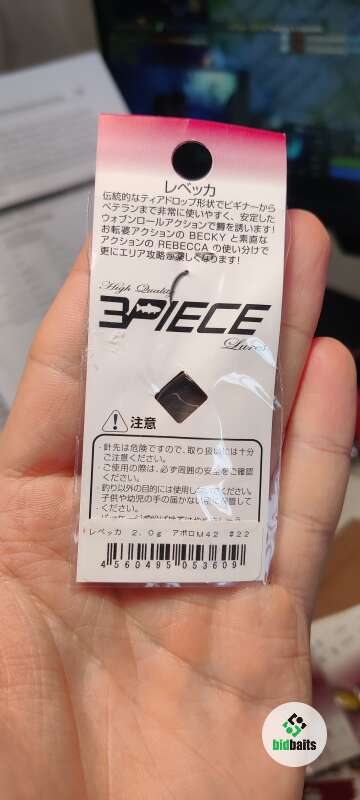 レベッカ
伝統的なティアドロップ形状でビギナーから
ベテランまで非常に使いやすく、安定した
ウォブンロールアクションで鱒を誘います!
お転婆アクションの BECKY と素直な
アクションの REBECCA の使い分けで
更にエリア攻略が楽しくなります!
High Quality
3PIECE
Lures
注意
・針先は危険ですので、取り扱いには十分
ご注意ください。
・ご使用の際は、必ず周囲の安全をご確認
ください。
・釣り以外の目的には使用しないでください。
子供や幼児の手の届かない
レベッカ 2.0g アポロM42 #22
4560495053609
bidbaits